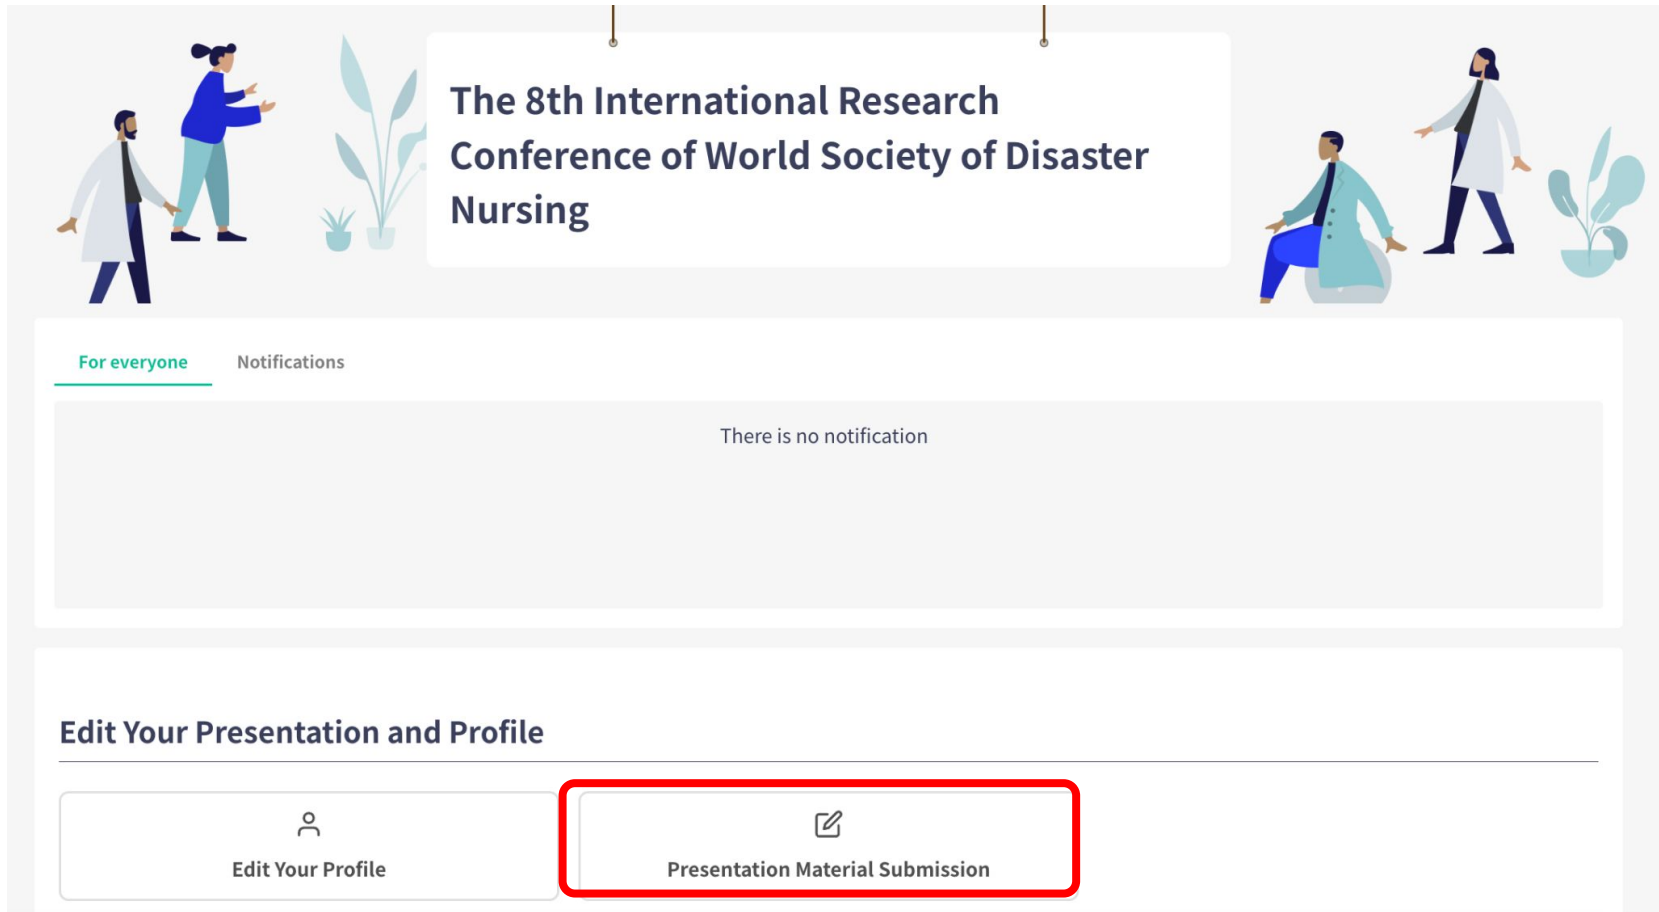 The 8th International Research
Conference of World Society of Disaster
Nursing
For everyone
Notifications
There is no notification
Edit Your Presentation and Profile
Edit Your Profile
Presentation Material Submission